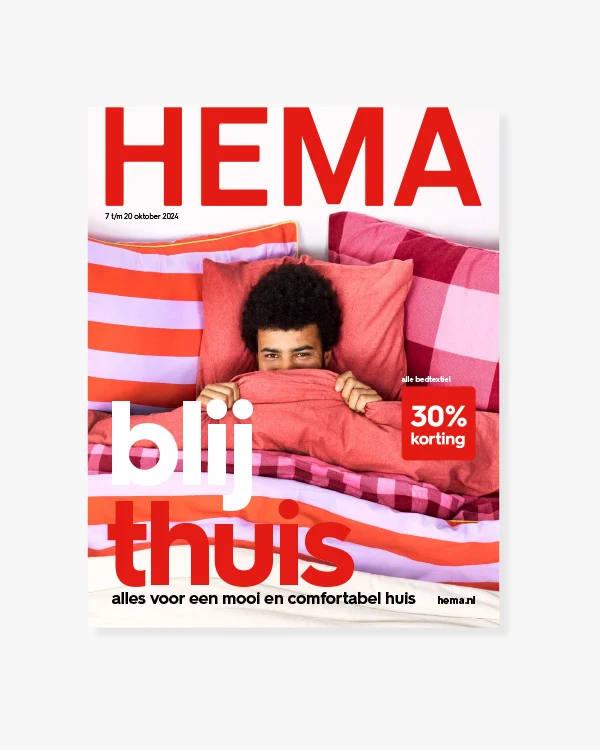 HEMA
7 t/m 20 oktober 2024
alle bedtextiel
30%
korting
blij
thuis
alles voor een mooi en comfortabel huis
hema.nl